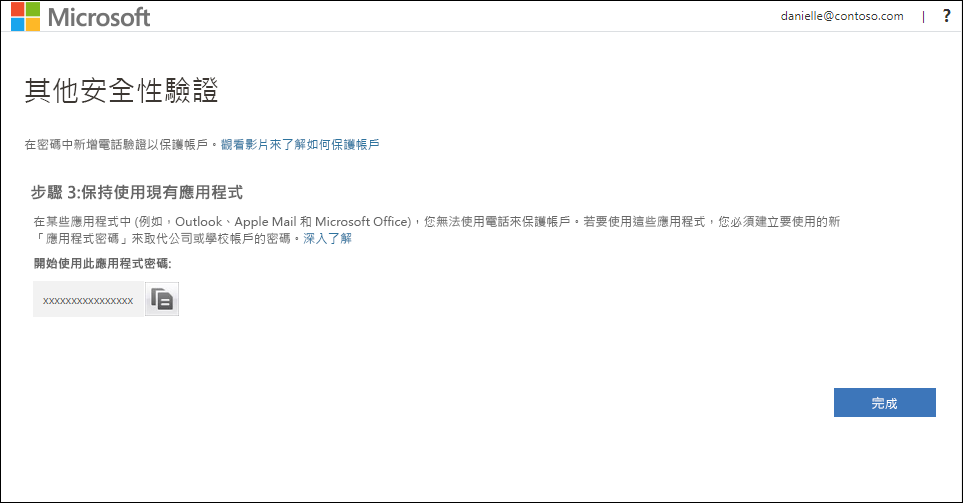 Microsoft
danielle@contoso.com | ?
其他安全性驗證
在密碼中新增電話驗證以保護帳戶。觀看影片來了解如何保護帳戶
步驟 3:保持使用現有應用程式
在某些應用程式中 (例如，Outlook、Apple Mail 和 Microsoft Office)，您無法使用電話來保護帳戶。若要使用這些應用程式，您必須建立要使用的新
「應用程式密碼」來取代公司或學校帳戶的密碼。深入了解
開始使用此應用程式密碼:
xxxxxxxxxxxxxxxx
完成